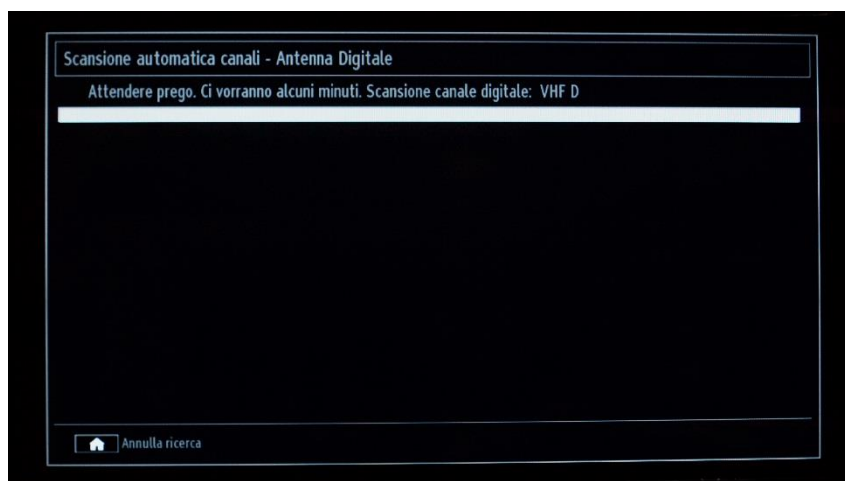 Scansione automatica canali - Antenna Digitale
Attendere prego. Ci vorranno alcuni minuti. Scansione canale digitale: VHF D
Annulla ricerca